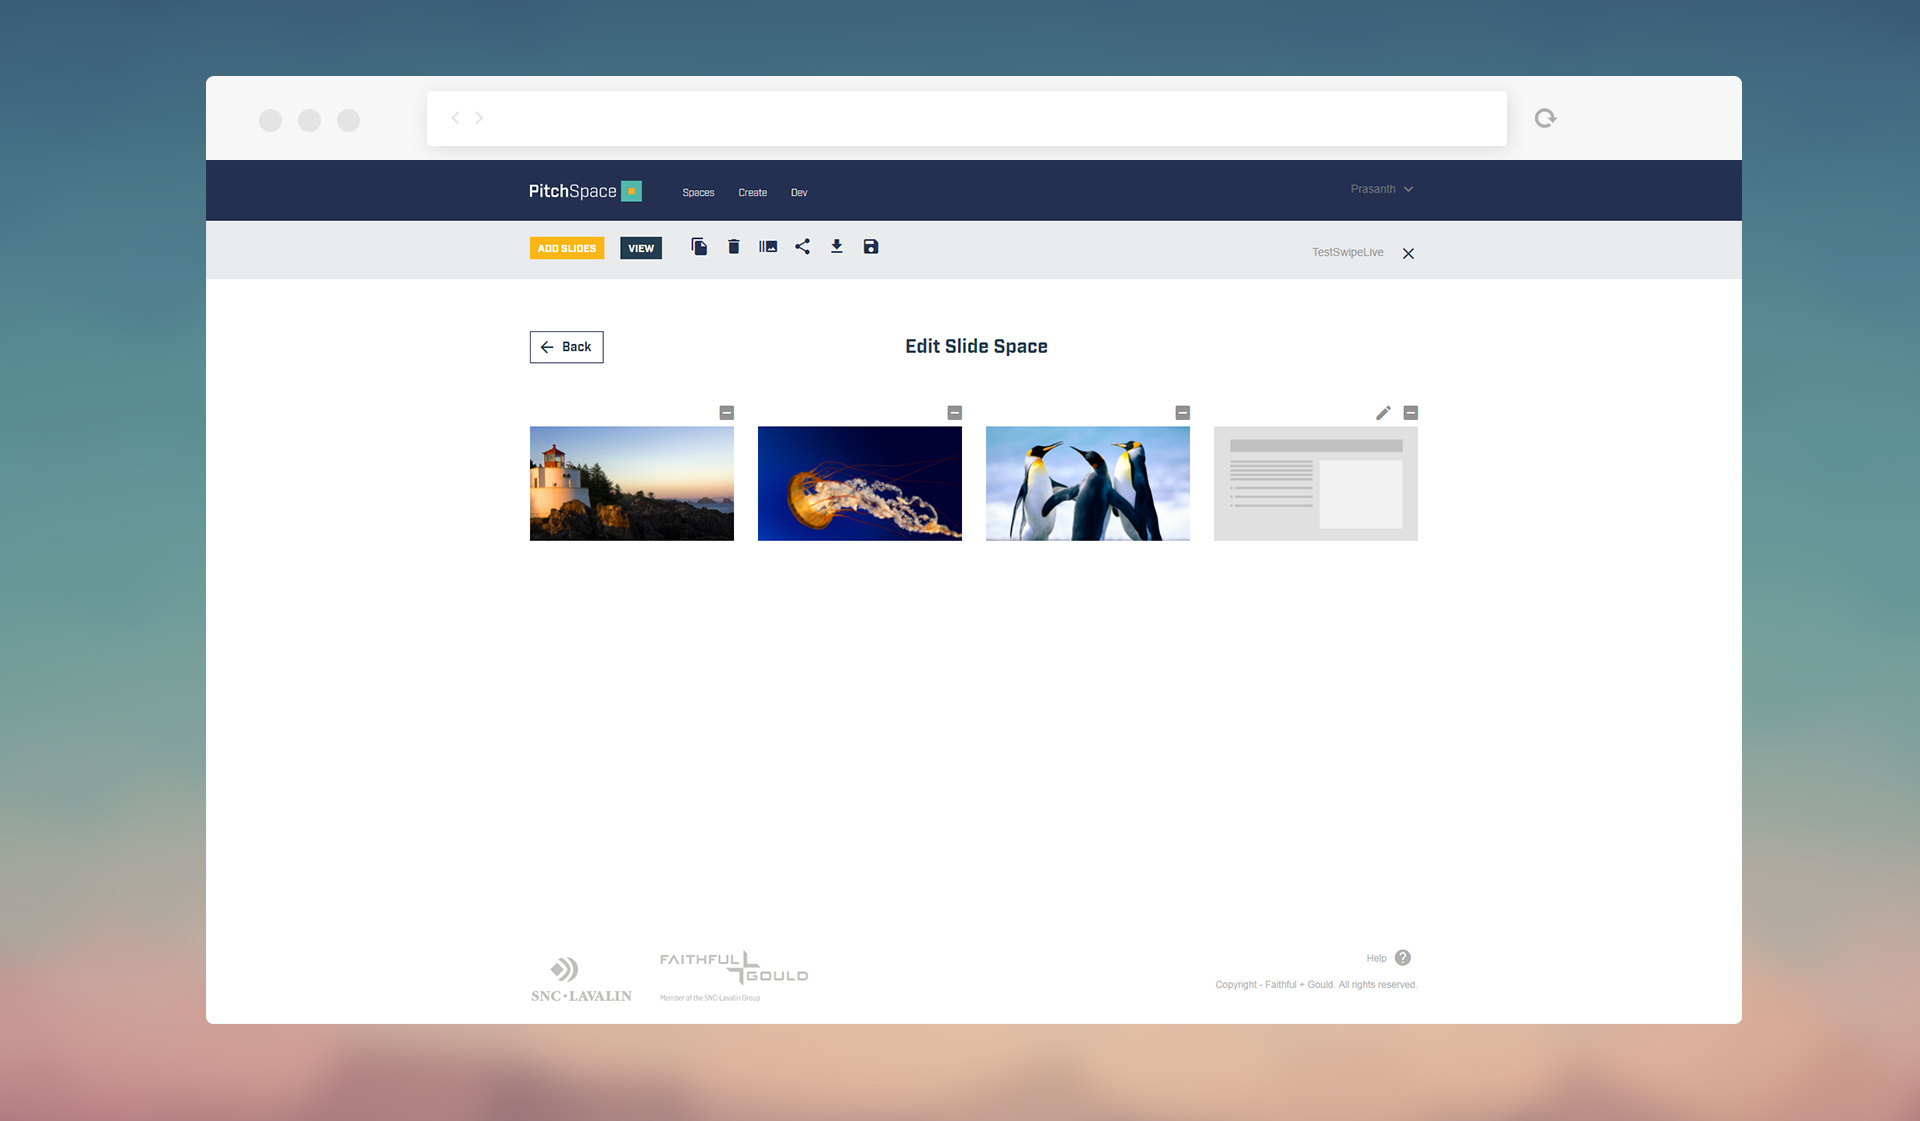 PitchSpace
Spaces
Create
Dev
Prasanth
ADD SLIDES
VIEW
TestSwipeLive
Back
Edit Slide Space
SNC·LAVALIN
FAITHFUL
GOULD
Member of the SNC-Lavalin Group
Help
Copyright - Faithful + Gould. All rights reserved.